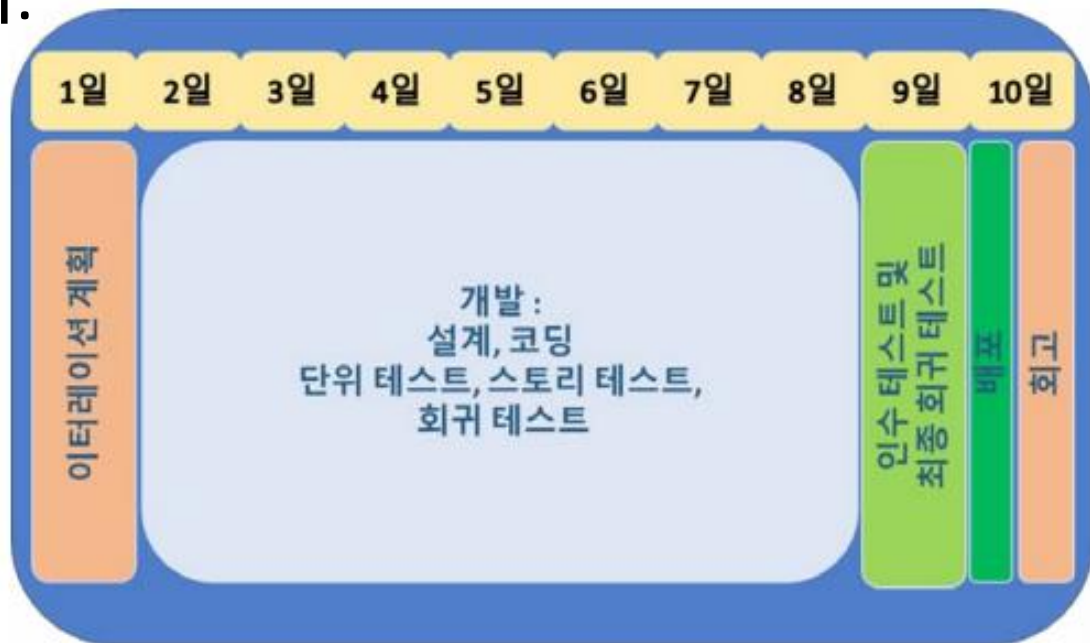 1일 2일 3일 4일 5일 6일 7일 8일 9일 10일
이터레이션 계획
개발 :
설계, 코딩
단위 테스트, 스토리 테스트,
회귀 테스트
인수 테스트 및
최종 회귀 테스트
배포
회고